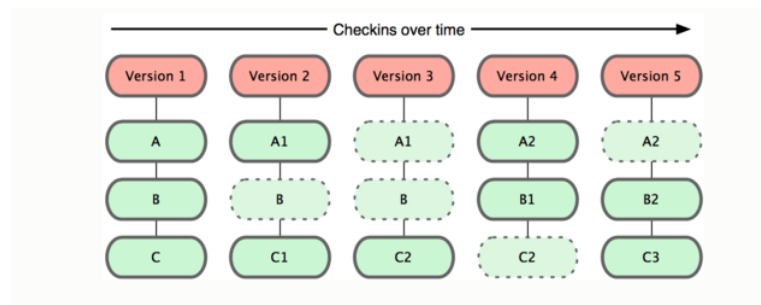 Checkins over time
Version 1 Version 2 Version 3 Version 4 Version 5
A A1 A1 A2 A2
B B B B1 B2
C C1 C2 C2 C3